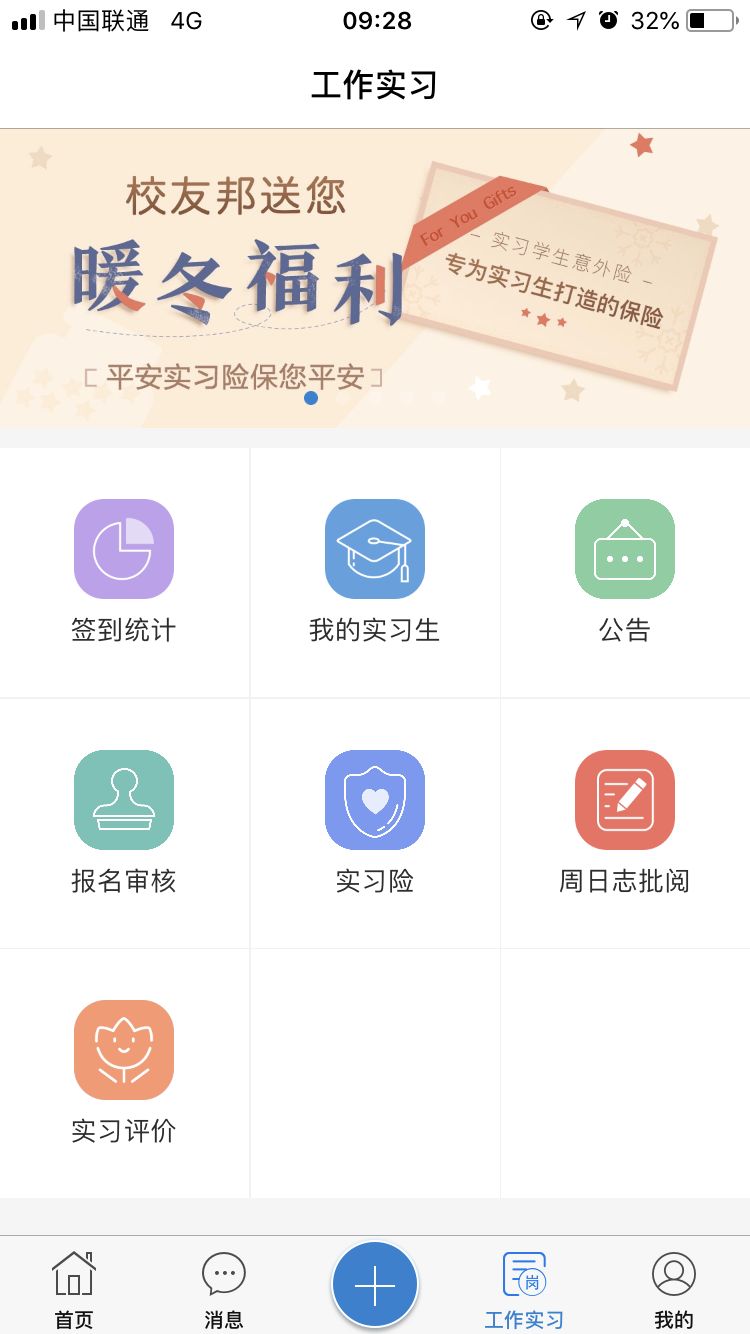 中国联通 4G 09:28 32%
工作实习
校友邦送您
暖冬福利
平安实习险保您平安
For You Gifts
– 实习学生意外险 –
专为实习生打造的保险
签到统计 我的实习生 公告
报名审核 实习险 周日志批阅
实习评价
岗
首页 消息 工作实习 我的